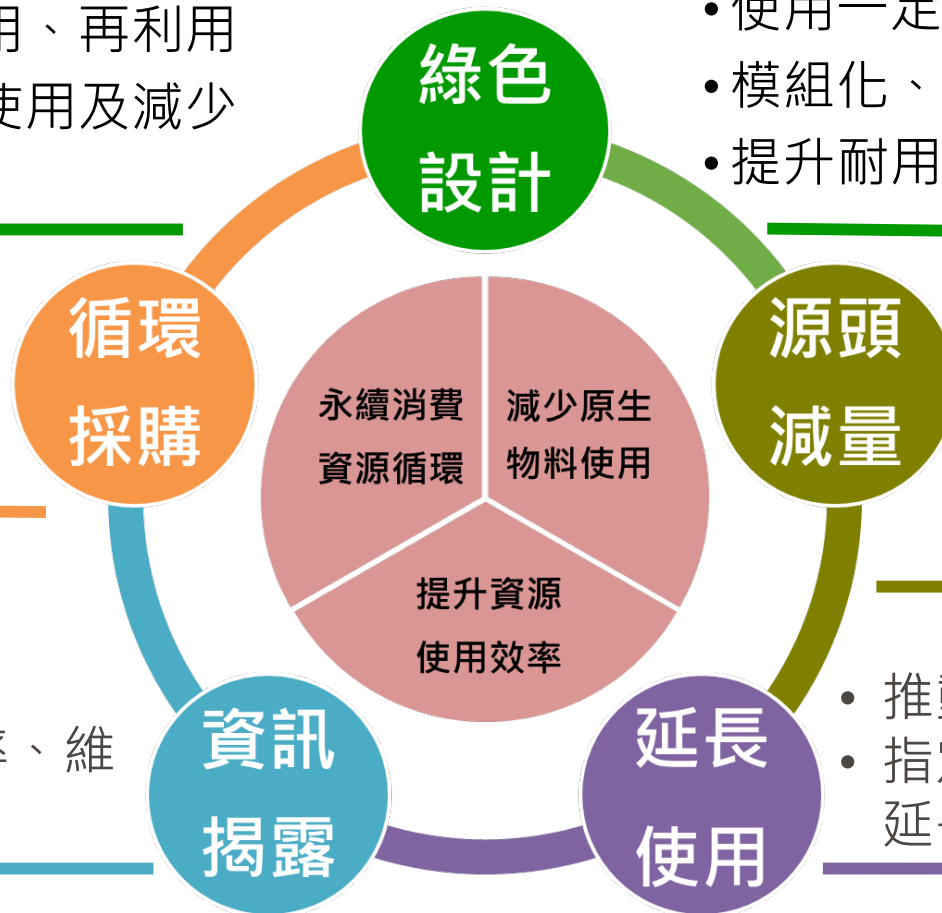 用、再利用
使用及減少
綠色
設計
•使用一定
•模組化、
•提升耐用
循環
採購
源頭
減量
永續消費
資源循環
減少原生
物料使用
提升資源
使用效率
資訊
揭露
率、維
延長
使用
• 推動
• 指定
延長